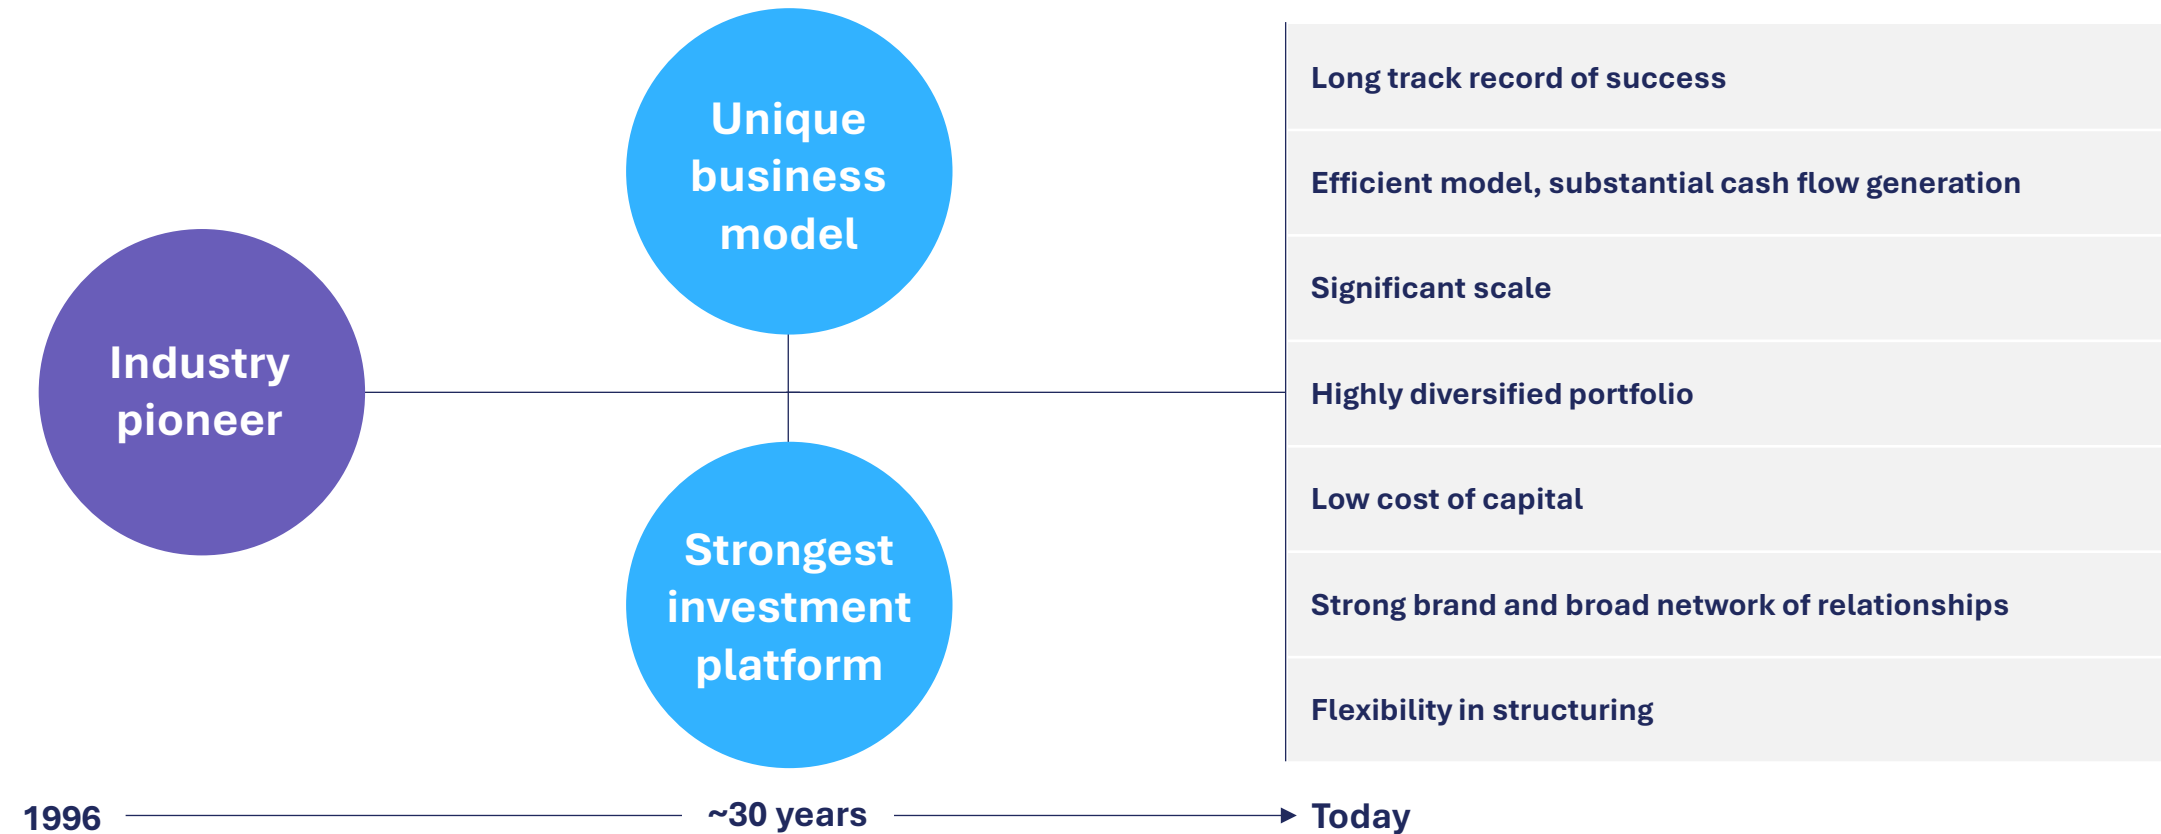 Industry
pioneer
Unique
business
model
Strongest
investment
platform
Long track record of success
Efficient model, substantial cash flow generation
Significant scale
Highly diversified portfolio
Low cost of capital
Strong brand and broad network of relationships
Flexibility in structuring
1996
~30 years
Today